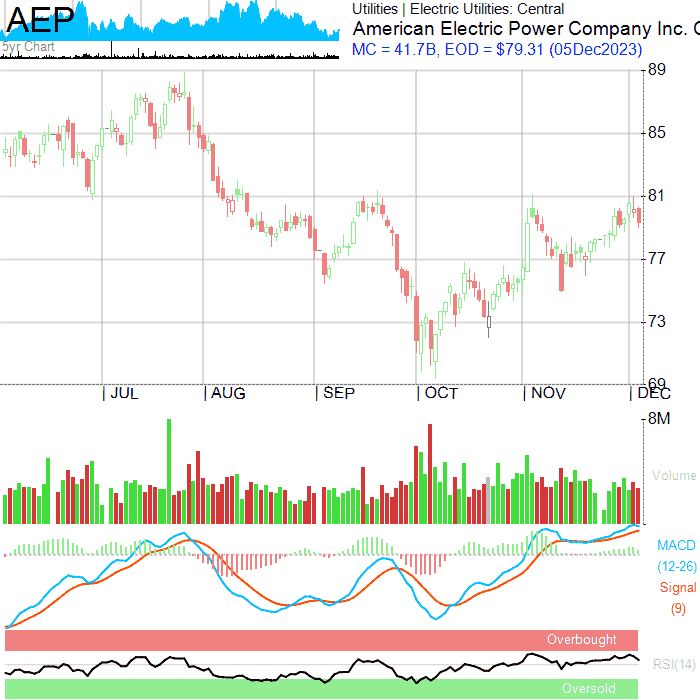 AEP
5yr Chart
Utilities | Electric Utilities: Central
American Electric Power Company Inc. C
MC = 41.7B, EOD = $79.31 (05Dec2023)
89
85
81
77
73
69
| JUL | AUG | SEP | OCT | NOV | DEC
8M
Volume
MACD
(12-26)
Signal
(9)
Overbought
RSI(14)
Oversold